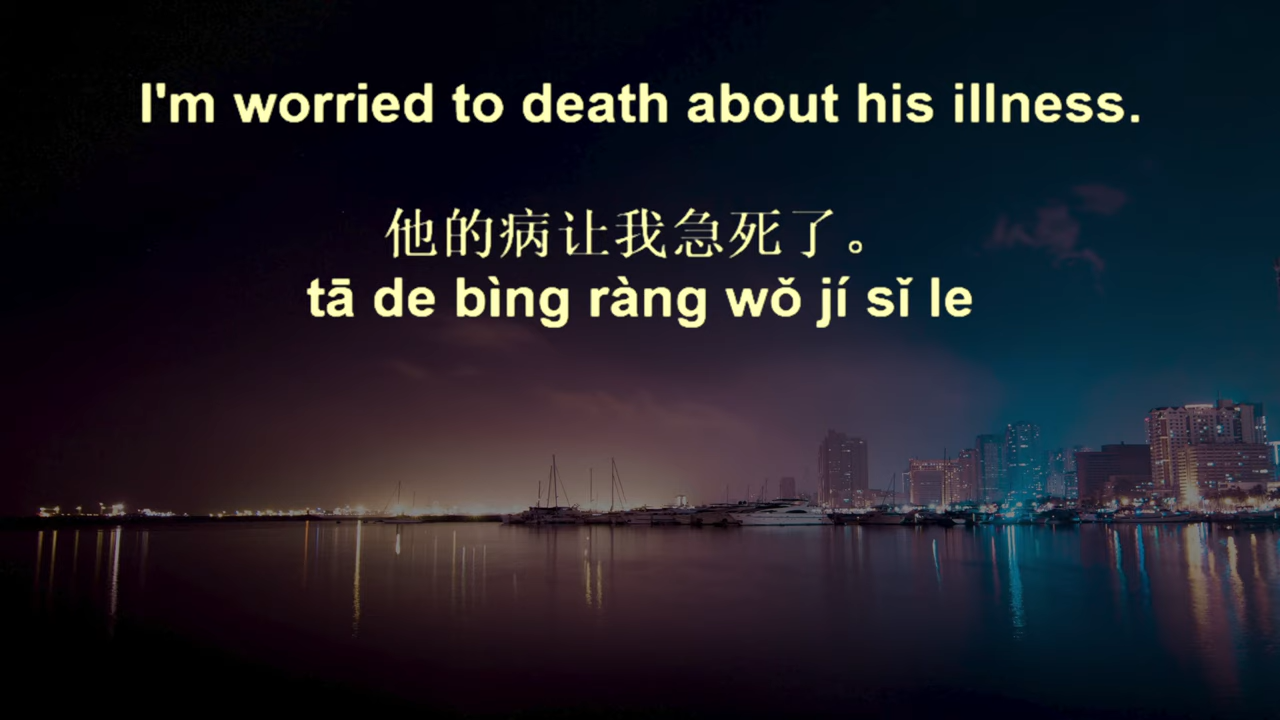 I'm worried to death about his illness.
他的病让我急死了。
tā de bìng ràng wǒ jí sǐ le